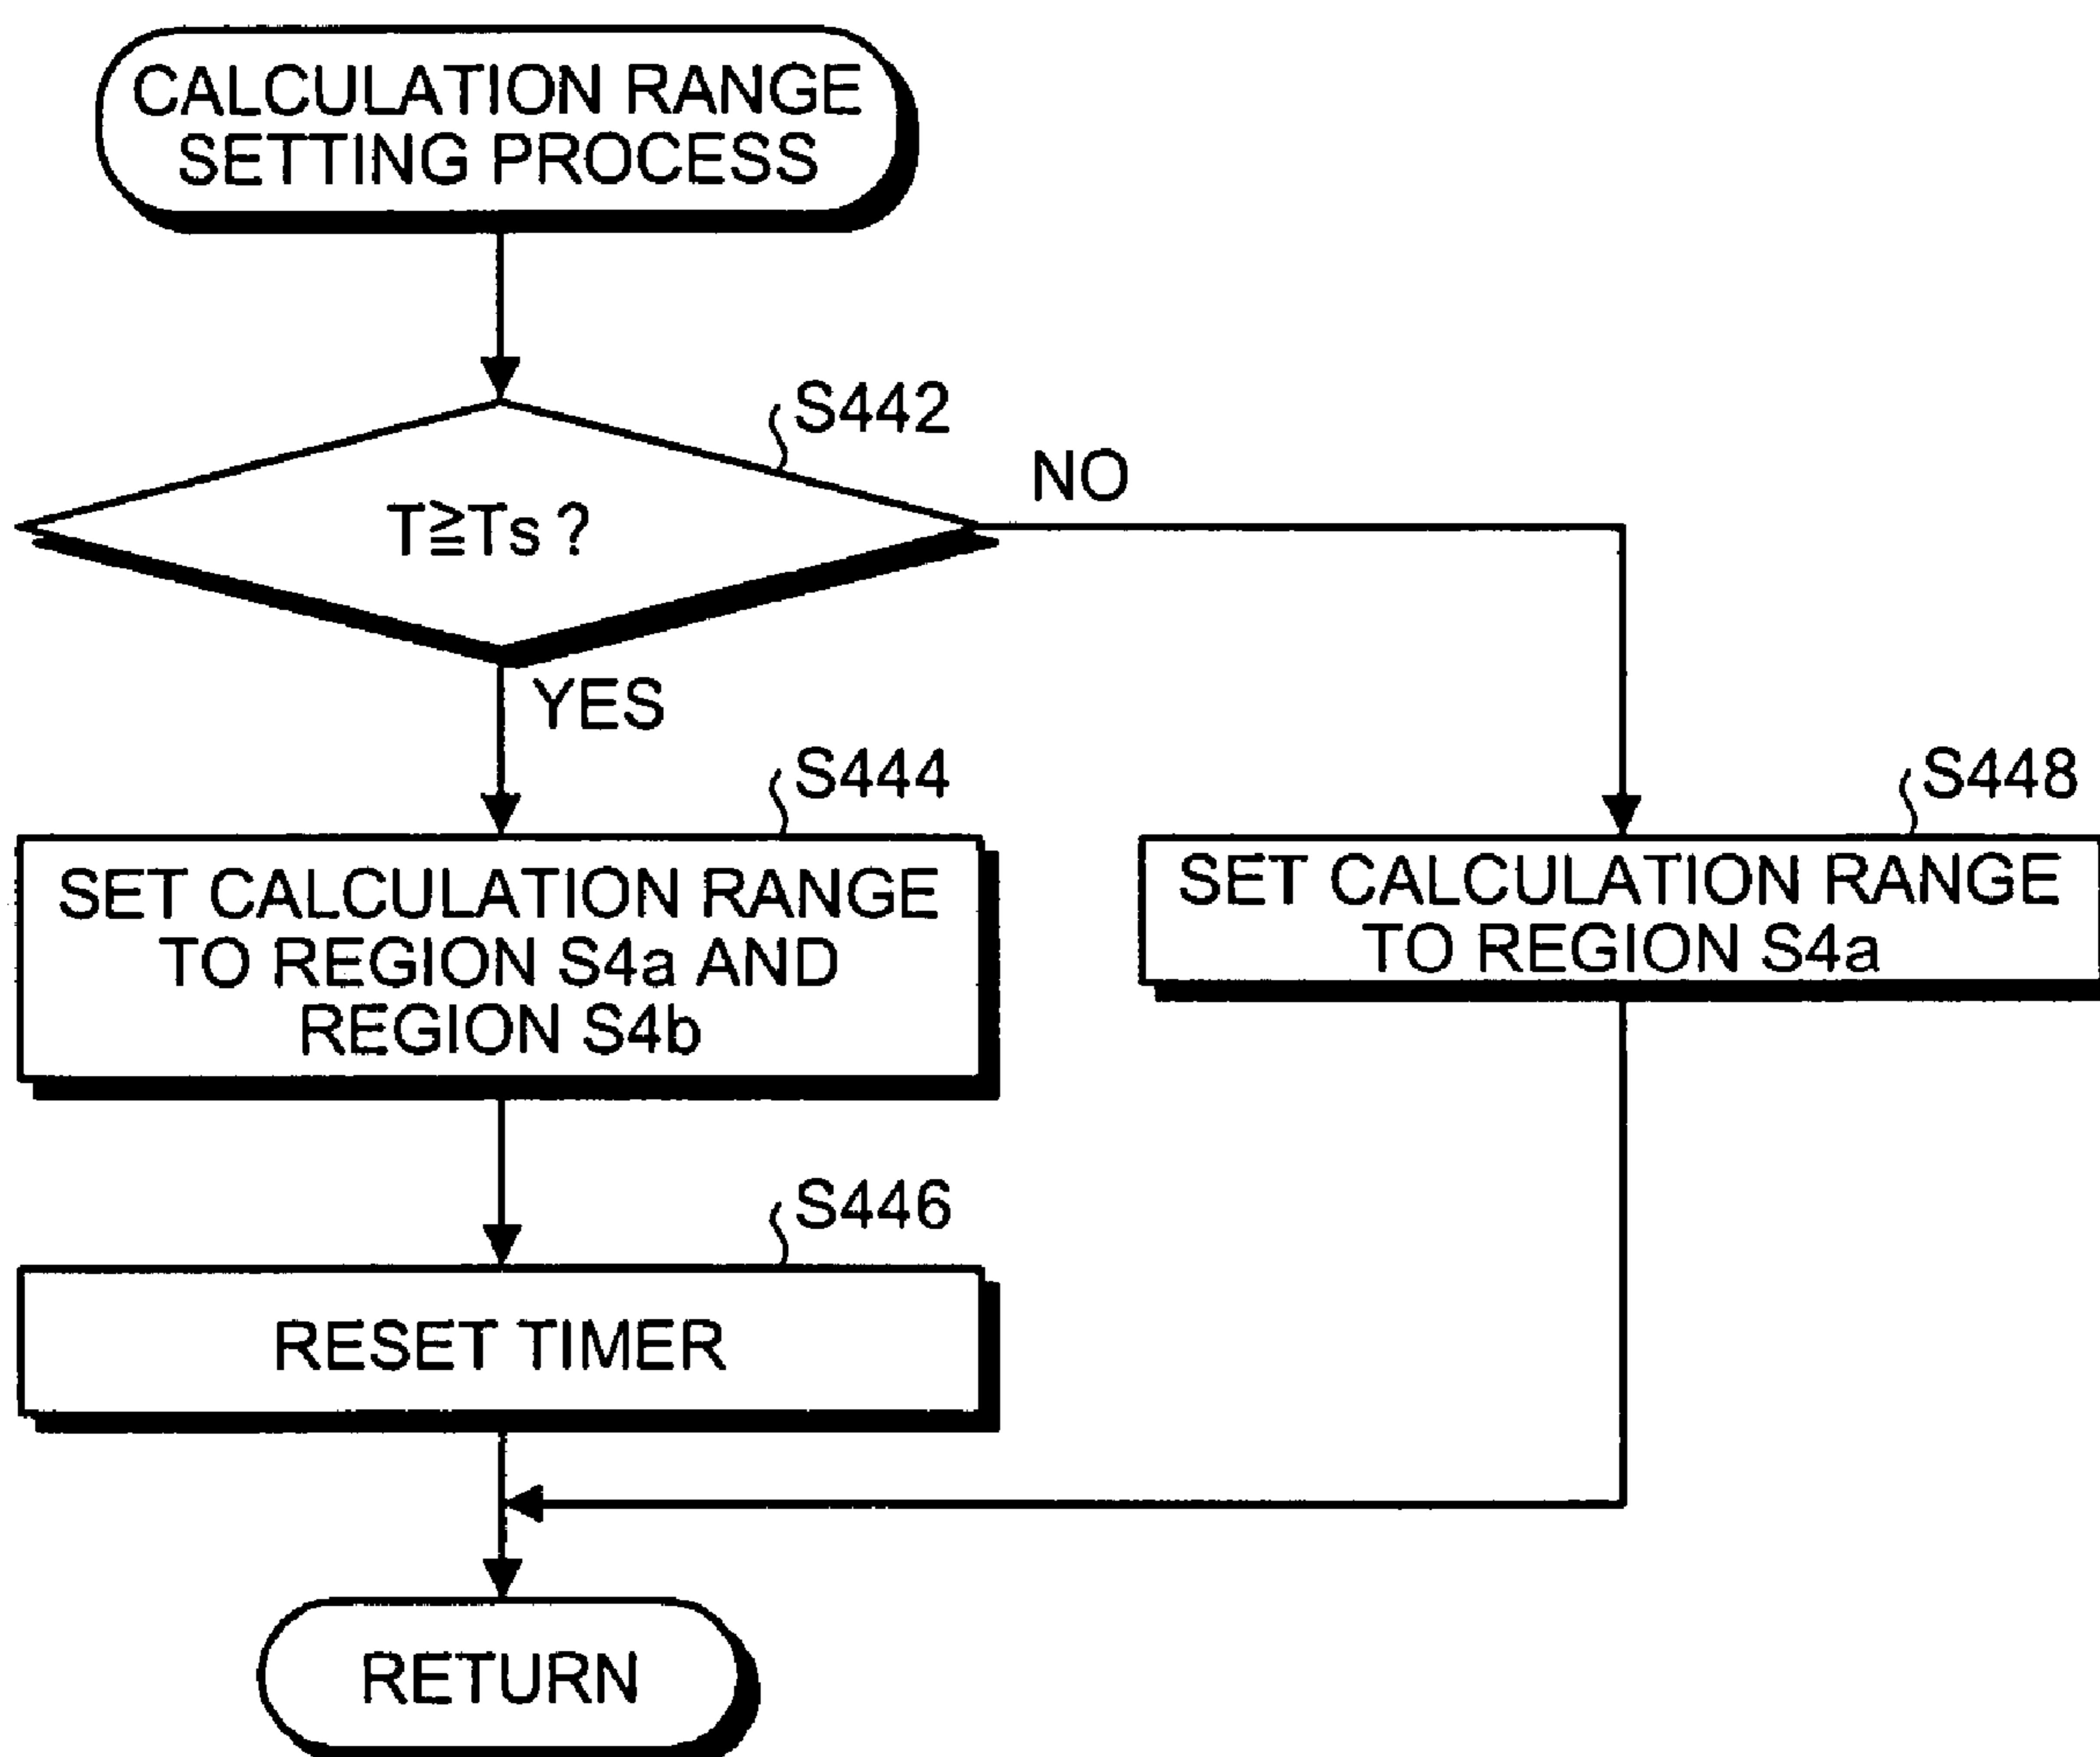 CALCULATION RANGE
SETTING PROCESS
S442
T≧Ts ?
NO
YES
S444
SET CALCULATION RANGE
TO REGION S4a AND
REGION S4b
S448
SET CALCULATION RANGE
TO REGION S4a
S446
RESET TIMER
RETURN